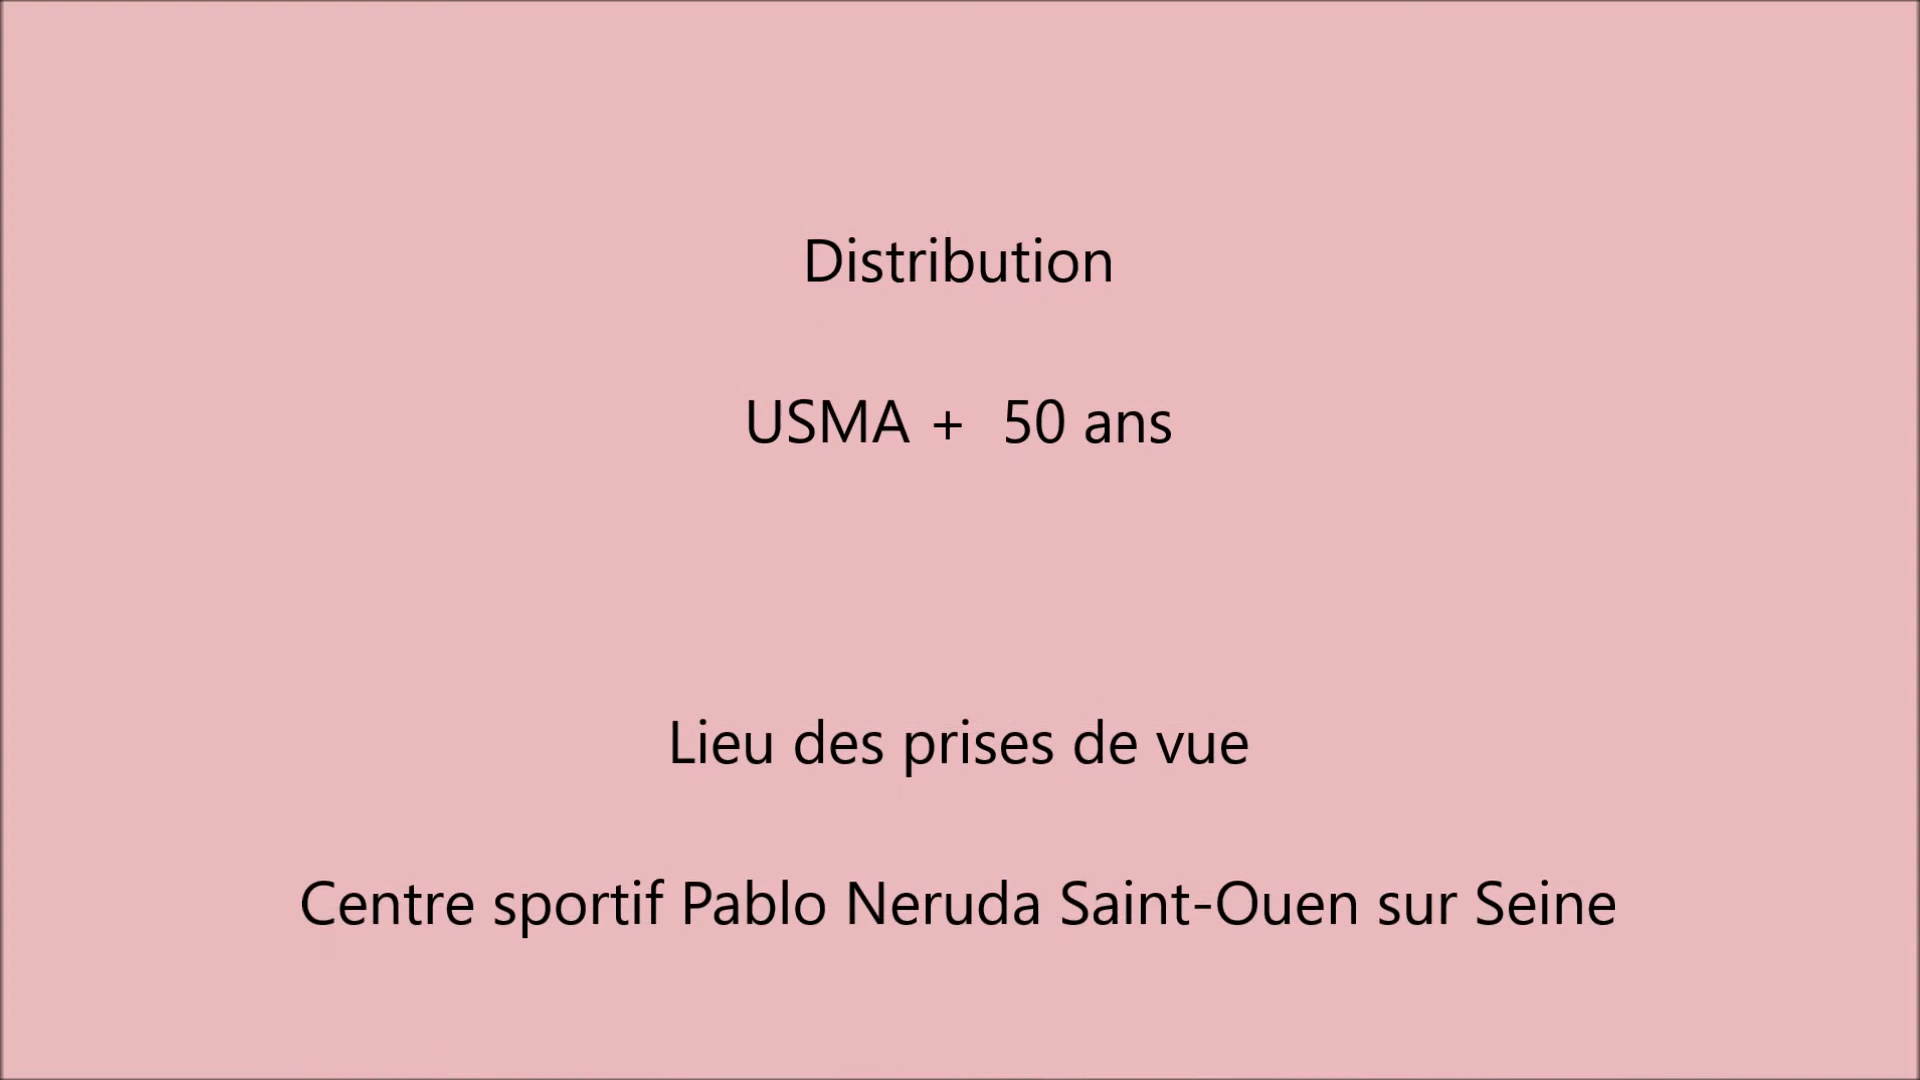 Distribution
USMA +  50 ans
Lieu des prises de vue
Centre sportif Pablo Neruda Saint-Ouen sur Seine